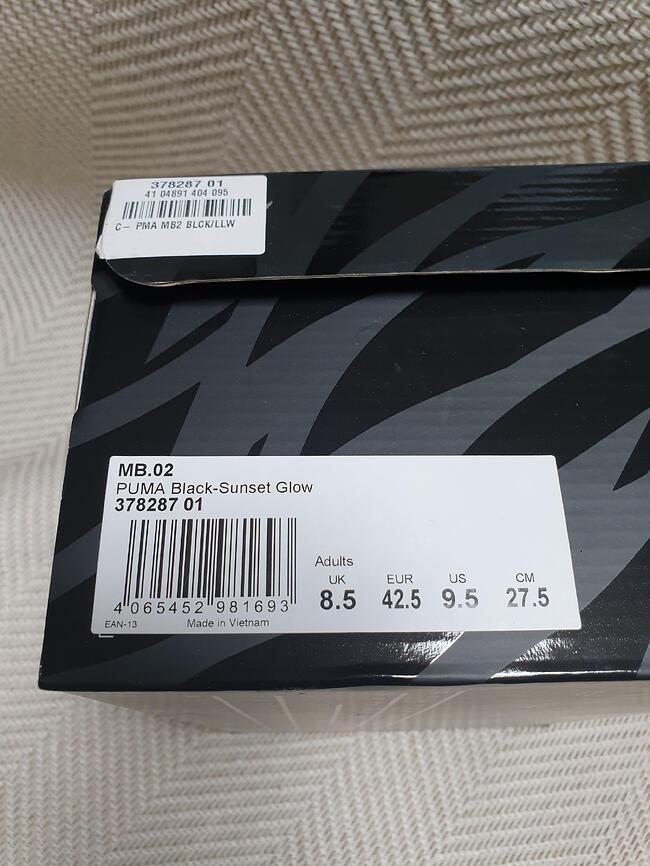 378287 01
41 04891 404 095
C- PMA MB2 BLCK/LLW
MB.02
PUMA Black-Sunset Glow
378287 01
Adults
UK EUR US CM
8.5 42.5 9.5 27.5
4 065452 981693
EAN-13 Made in Vietnam